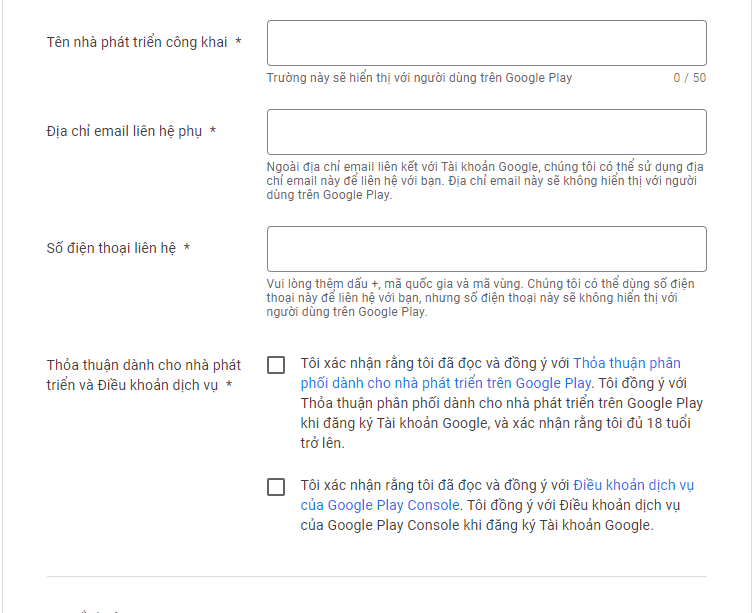 Tên nhà phát triển công khai *
Trường này sẽ hiển thị với người dùng trên Google Play
0 / 50
Địa chỉ email liên hệ phụ *
Ngoài địa chỉ email liên kết với Tài khoản Google, chúng tôi có thể sử dụng địa
chỉ email này để liên hệ với bạn. Địa chỉ email này sẽ không hiển thị với người
dùng trên Google Play.
Số điện thoại liên hệ *
Vui lòng thêm dấu +, mã quốc gia và mã vùng. Chúng tôi có thể dùng số điện
thoại này để liên hệ với bạn, nhưng số điện thoại này sẽ không hiển thị với
người dùng trên Google Play.
Thỏa thuận dành cho nhà phát
triển và Điều khoản dịch vụ *
Tôi xác nhận rằng tôi đã đọc và đồng ý với Thỏa thuận phân
phối dành cho nhà phát triển trên Google Play. Tôi đồng ý với
Thỏa thuận phân phối dành cho nhà phát triển trên Google Play
khi đăng ký Tài khoản Google, và xác nhận rằng tôi đủ 18 tuổi
trở lên.
Tôi xác nhận rằng tôi đã đọc và đồng ý với Điều khoản dịch vụ
của Google Play Console. Tôi đồng ý với Điều khoản dịch vụ
của Google Play Console khi đăng ký Tài khoản Google.